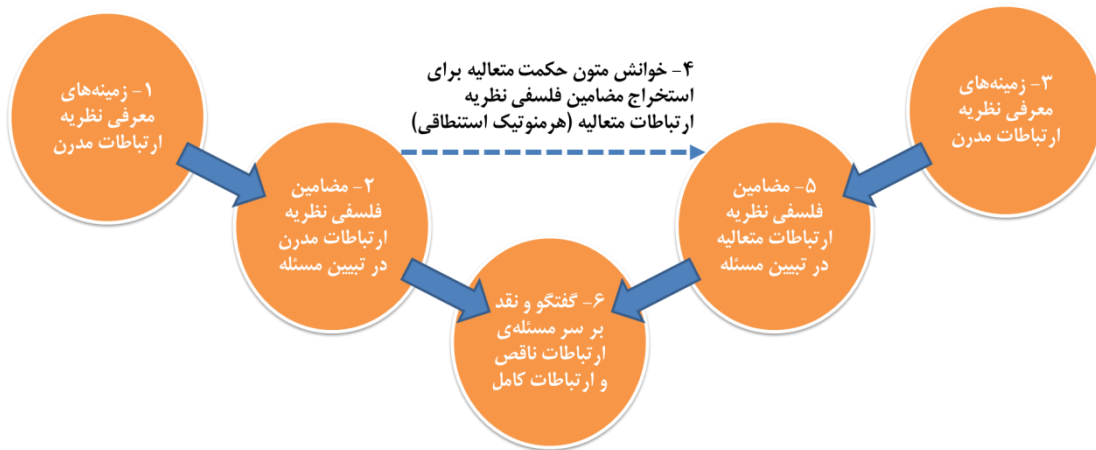 ۱- زمینه‌های
معرفی نظریه
ارتباطات مدرن
۲- مضامین
فلسفی نظریه
ارتباطات مدرن
در تبیین مسئله
۳- زمینه‌های
معرفی نظریه
ارتباطات مدرن
۴- خوانش متون حکمت متعالیه برای
استخراج مضامین فلسفی نظریه
ارتباطات متعالیه (هرمنوتیک استنطاقی)
۵- مضامین
فلسفی نظریه
ارتباطات متعالیه
در تبیین مسئله
۶- گفتگو و نقد
بر سر مسئله‌ی
ارتباطات ناقص
و ارتباطات کامل